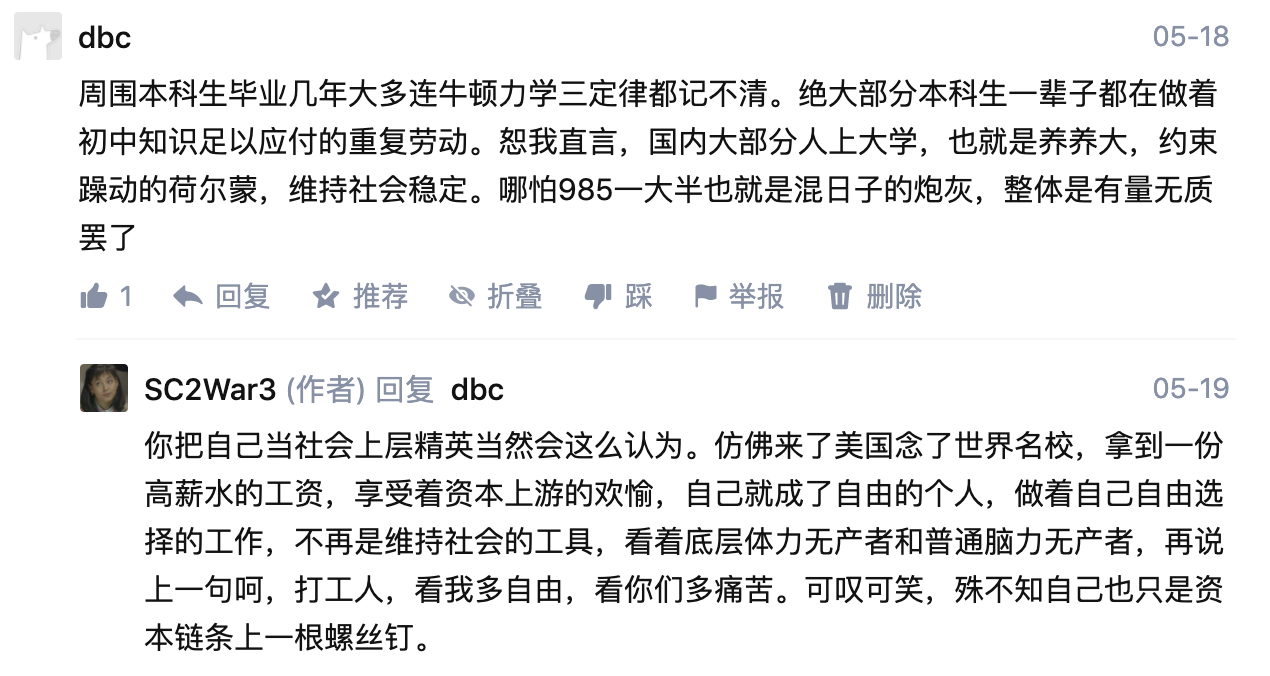 dbc
05-18
周围本科生毕业几年大多连牛顿力学三定律都记不清。绝大部分本科生一辈子都在做着
初中知识足以应付的重复劳动。恕我直言，国内大部分人上大学，也就是养养大，约束
躁动的荷尔蒙，维持社会稳定。哪怕985一大半也就是混日子的炮灰，整体是有量无质
罢了
1 回复 推荐 折叠 踩 举报 删除
SC2War3 (作者) 回复 dbc
05-19
你把自己当社会上层精英当然会这么认为。仿佛来了美国念了世界名校，拿到一份
高薪水的工资，享受着资本上游的欢愉，自己就成了自由的个人，做着自己自由选
择的工作，不再是维持社会的工具，看着底层体力无产者和普通脑力无产者，再说
上一句呵，打工人，看我多自由，看你们多痛苦。可叹可笑，殊不知自己也只是资
本链条上一根螺丝钉。